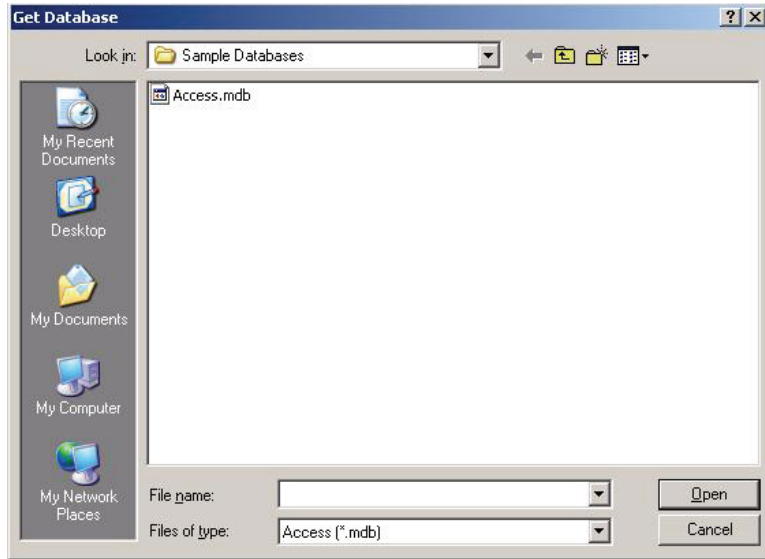 Get Database
Look in: Sample Databases
Access.mdb
My Recent
Documents
Desktop
My Documents
My Computer
My Network
Places
File name:
Open
Files of type: Access (*.mdb)
Cancel